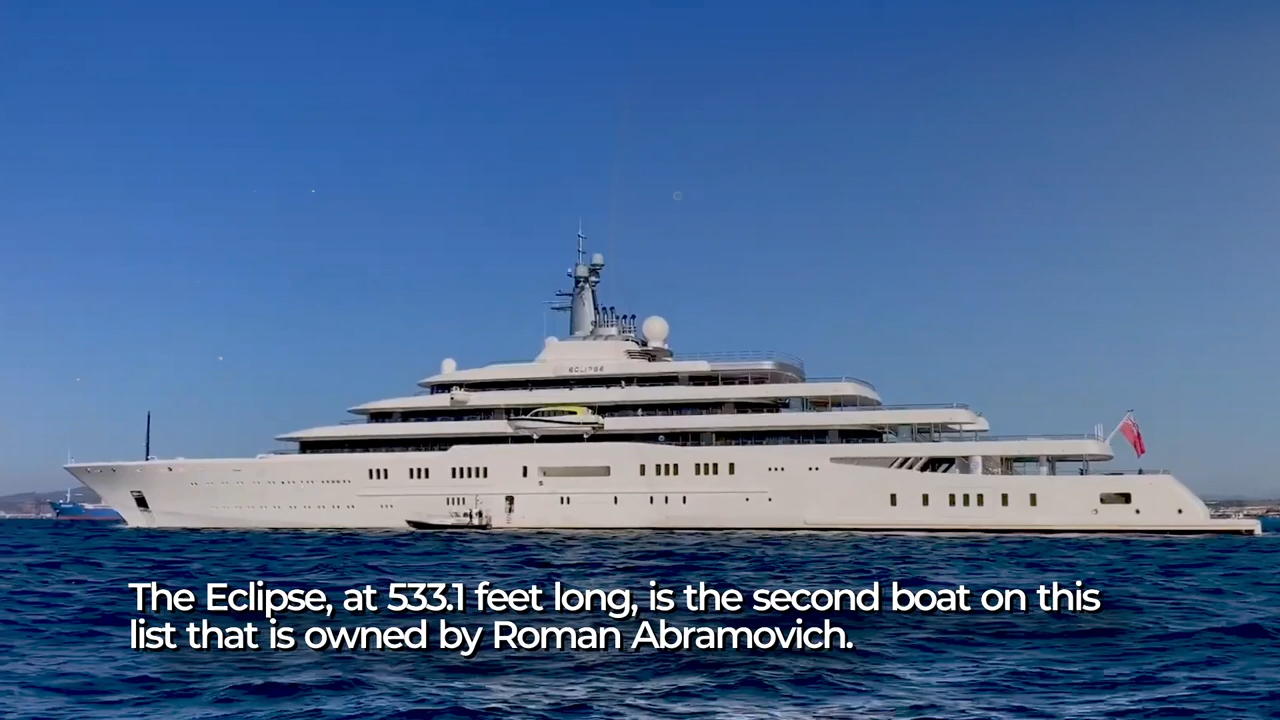 ECLIPSE
The Eclipse, at 533.1 feet long, is the second boat on this
list that is owned by Roman Abramovich.